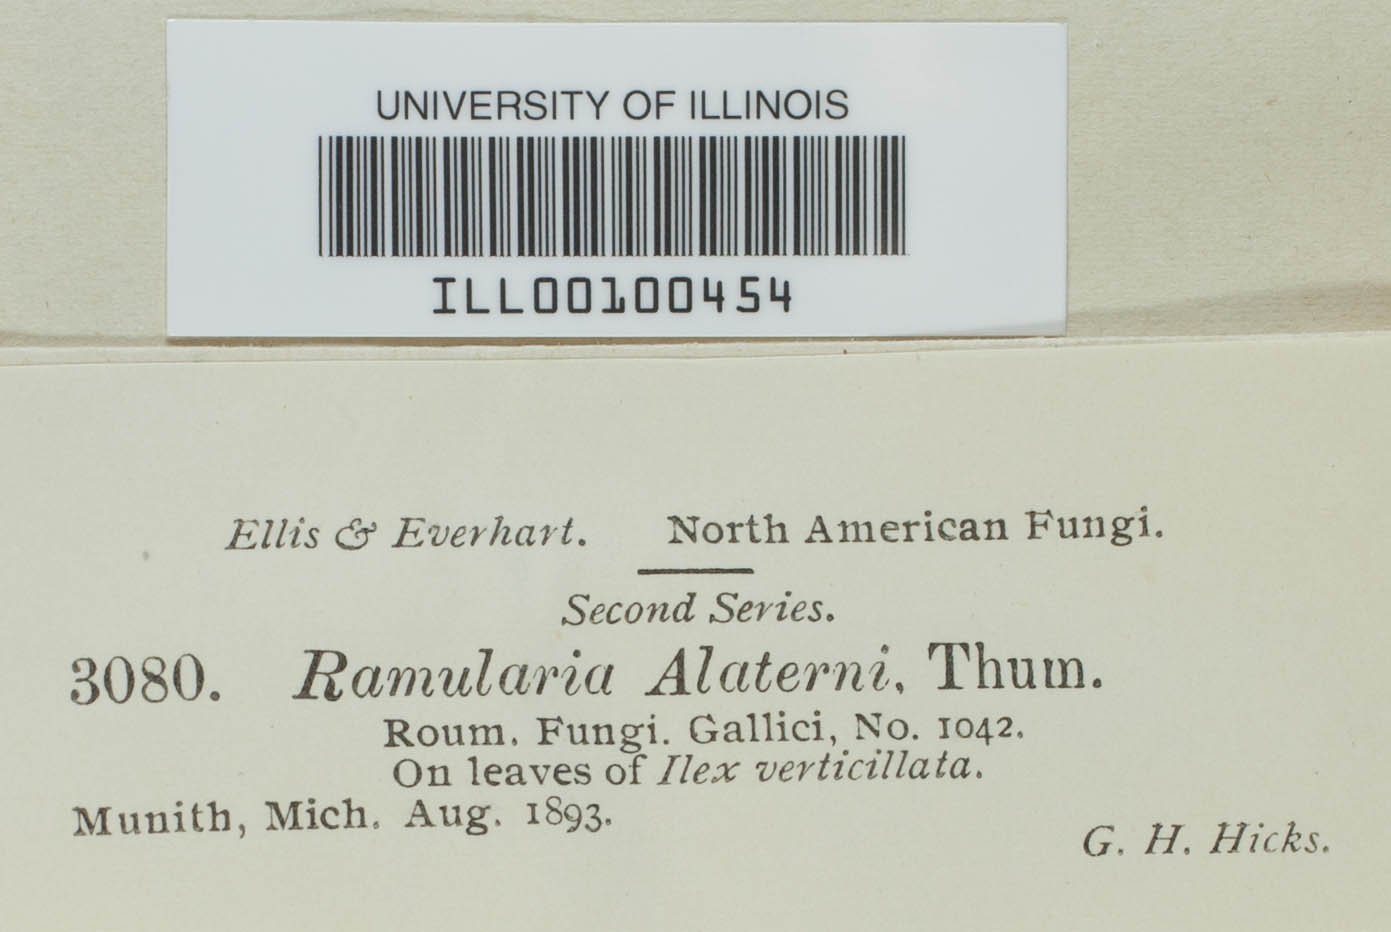 UNIVERSITY OF ILLINOIS
ILL00100454
Ellis & Everhart. North American Fungi.
Second Series.
3080. Ramularia Alaterni, Thum.
Roum. Fungi. Gallici, No. 1042.
On leaves of Ilex verticillata.
Munith, Mich. Aug. 1893.
G. H. Hicks.